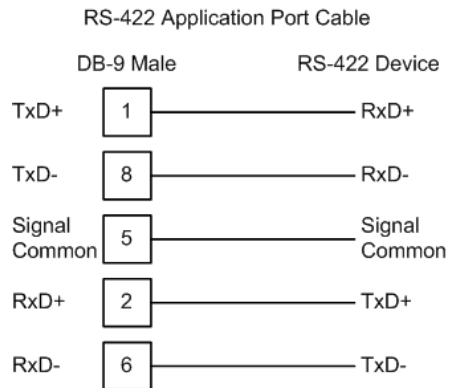 RS-422 Application Port Cable
DB-9 Male RS-422 Device
TxD+ 1 RxD+
TxD- 8 RxD-
Signal Common 5 Signal Common
RxD+ 2 TxD+
RxD- 6 TxD-